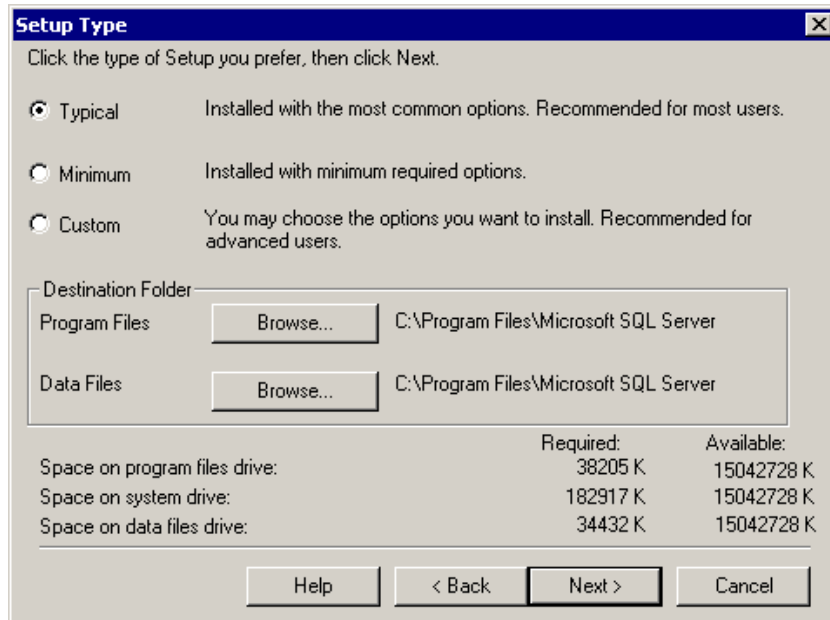 Setup Type
Click the type of Setup you prefer, then click Next.
Typical Installed with the most common options. Recommended for most users.
Minimum Installed with minimum required options.
Custom You may choose the options you want to install. Recommended for
advanced users.
Destination Folder
Program Files Browse... C:\Program Files\Microsoft SQL Server
Data Files Browse... C:\Program Files\Microsoft SQL Server
Required: Available:
Space on program files drive: 38205 K 15042728 K
Space on system drive: 182917 K 15042728 K
Space on data files drive: 34432 K 15042728 K
Help < Back Next > Cancel